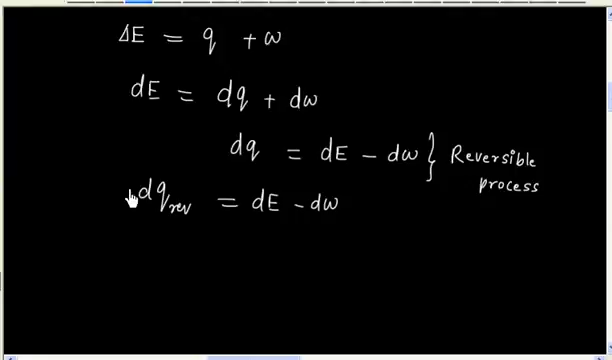 ΔE = q + w
dE = dq + dw
dq = dE - dw } Reversible process
dq_rev = dE - dw